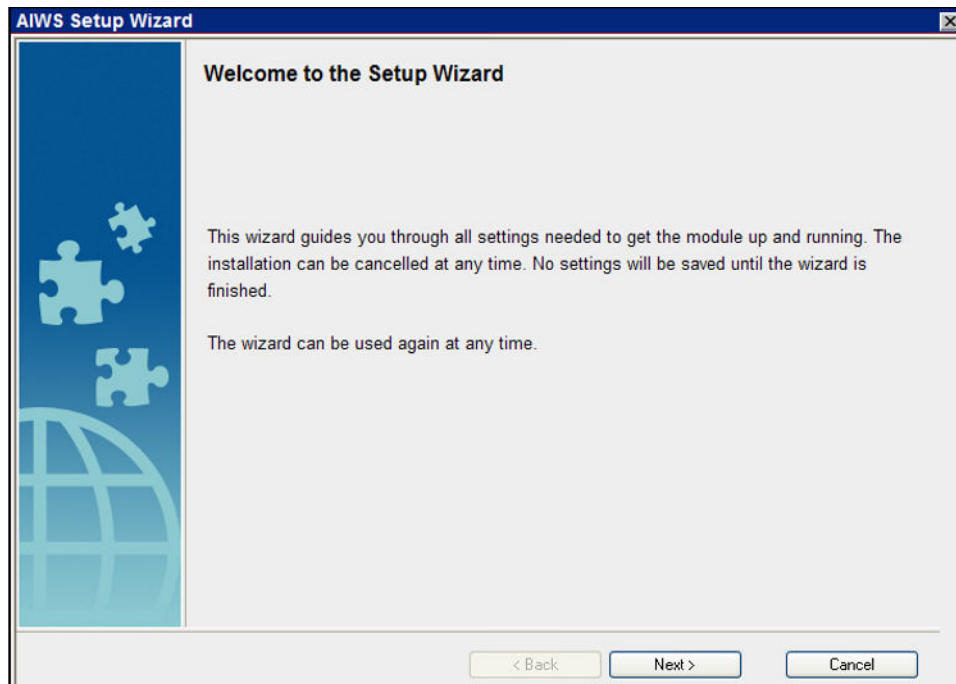 AIWS Setup Wizard
Welcome to the Setup Wizard
This wizard guides you through all settings needed to get the module up and running. The
installation can be cancelled at any time. No settings will be saved until the wizard is
finished.
The wizard can be used again at any time.
< Back
Next >
Cancel